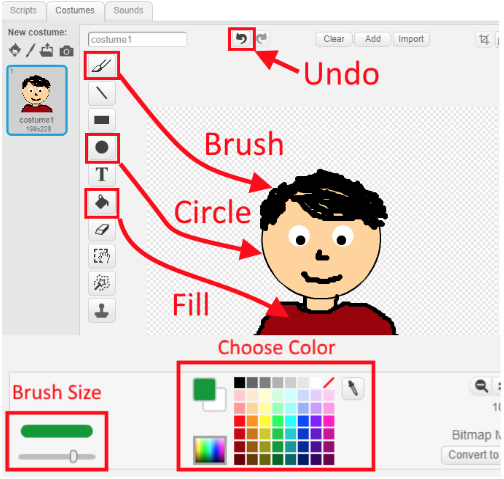 Scripts Costumes Sounds
New costume:
costume1
Clear Add Import
1
costume1
199x228
Undo
Brush
T
Circle
Fill
Choose Color
Brush Size
10
Bitmap M
Convert to